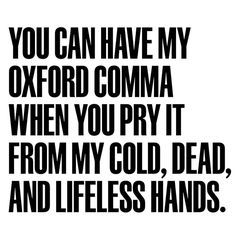 YOU CAN HAVE MY
OXFORD COMMA
WHEN YOU PRY IT
FROM MY COLD, DEAD,
AND LIFELESS HANDS.